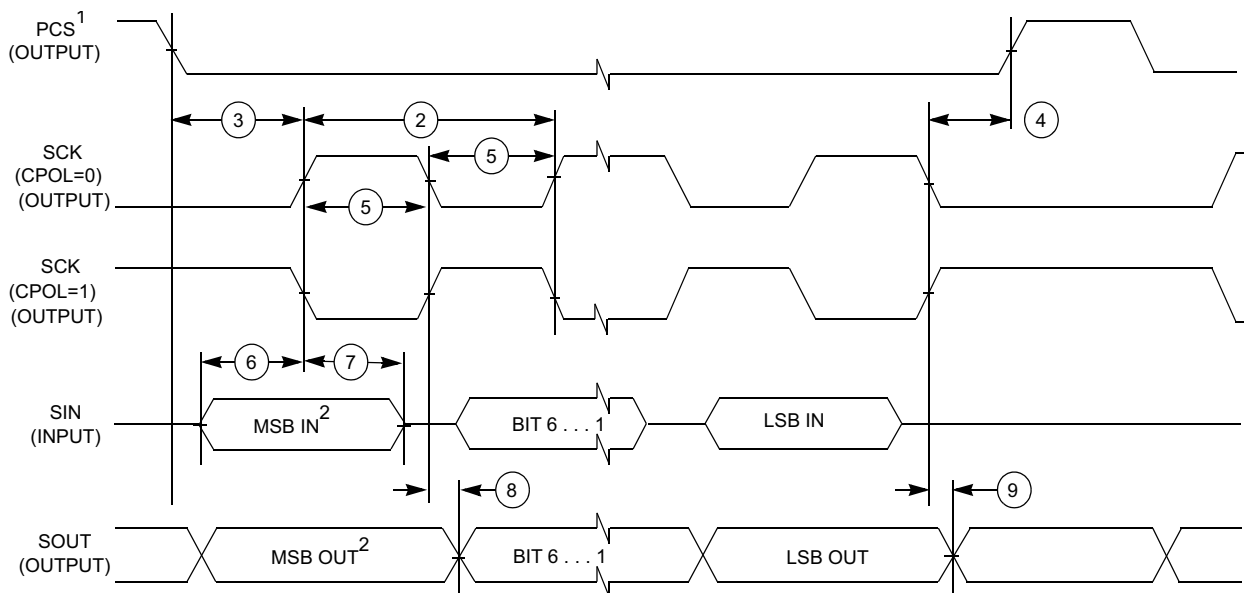 PCS¹
(OUTPUT)
3
2
4
SCK
(CPOL=0)
(OUTPUT)
5
5
SCK
(CPOL=1)
(OUTPUT)
6
7
SIN
(INPUT)
MSB IN²
BIT 6 . . . 1
LSB IN
8
9
SOUT
(OUTPUT)
MSB OUT²
BIT 6 . . . 1
LSB OUT